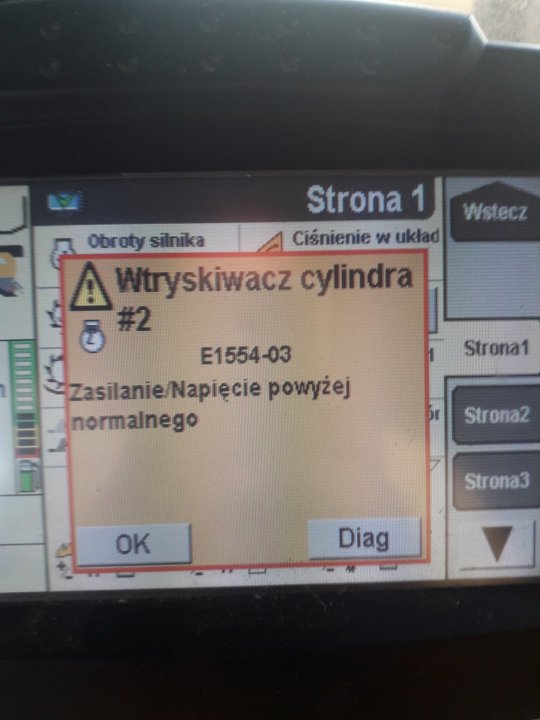 Strona 1
Wstecz
Obroty silnika
Ciśnienie w układ
Wtryskiwacz cylindra
#2
E1554-03
Zasilanie/Napięcie powyżej
normalnego
OK
Diag
Strona1
Strona2
Strona3